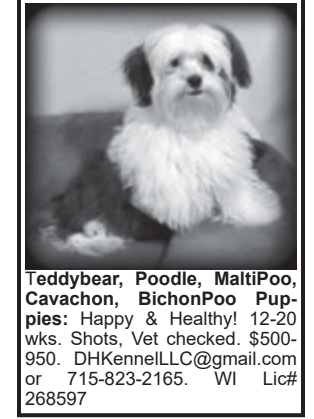 Teddybear, Poodle, MaltiPoo,
Cavachon, BichonPoo Pup-
pies: Happy & Healthy! 12-20
wks. Shots, Vet checked. $500-
950. DHKennelLLC@gmail.com
or 715-823-2165. WI Lic#
268597